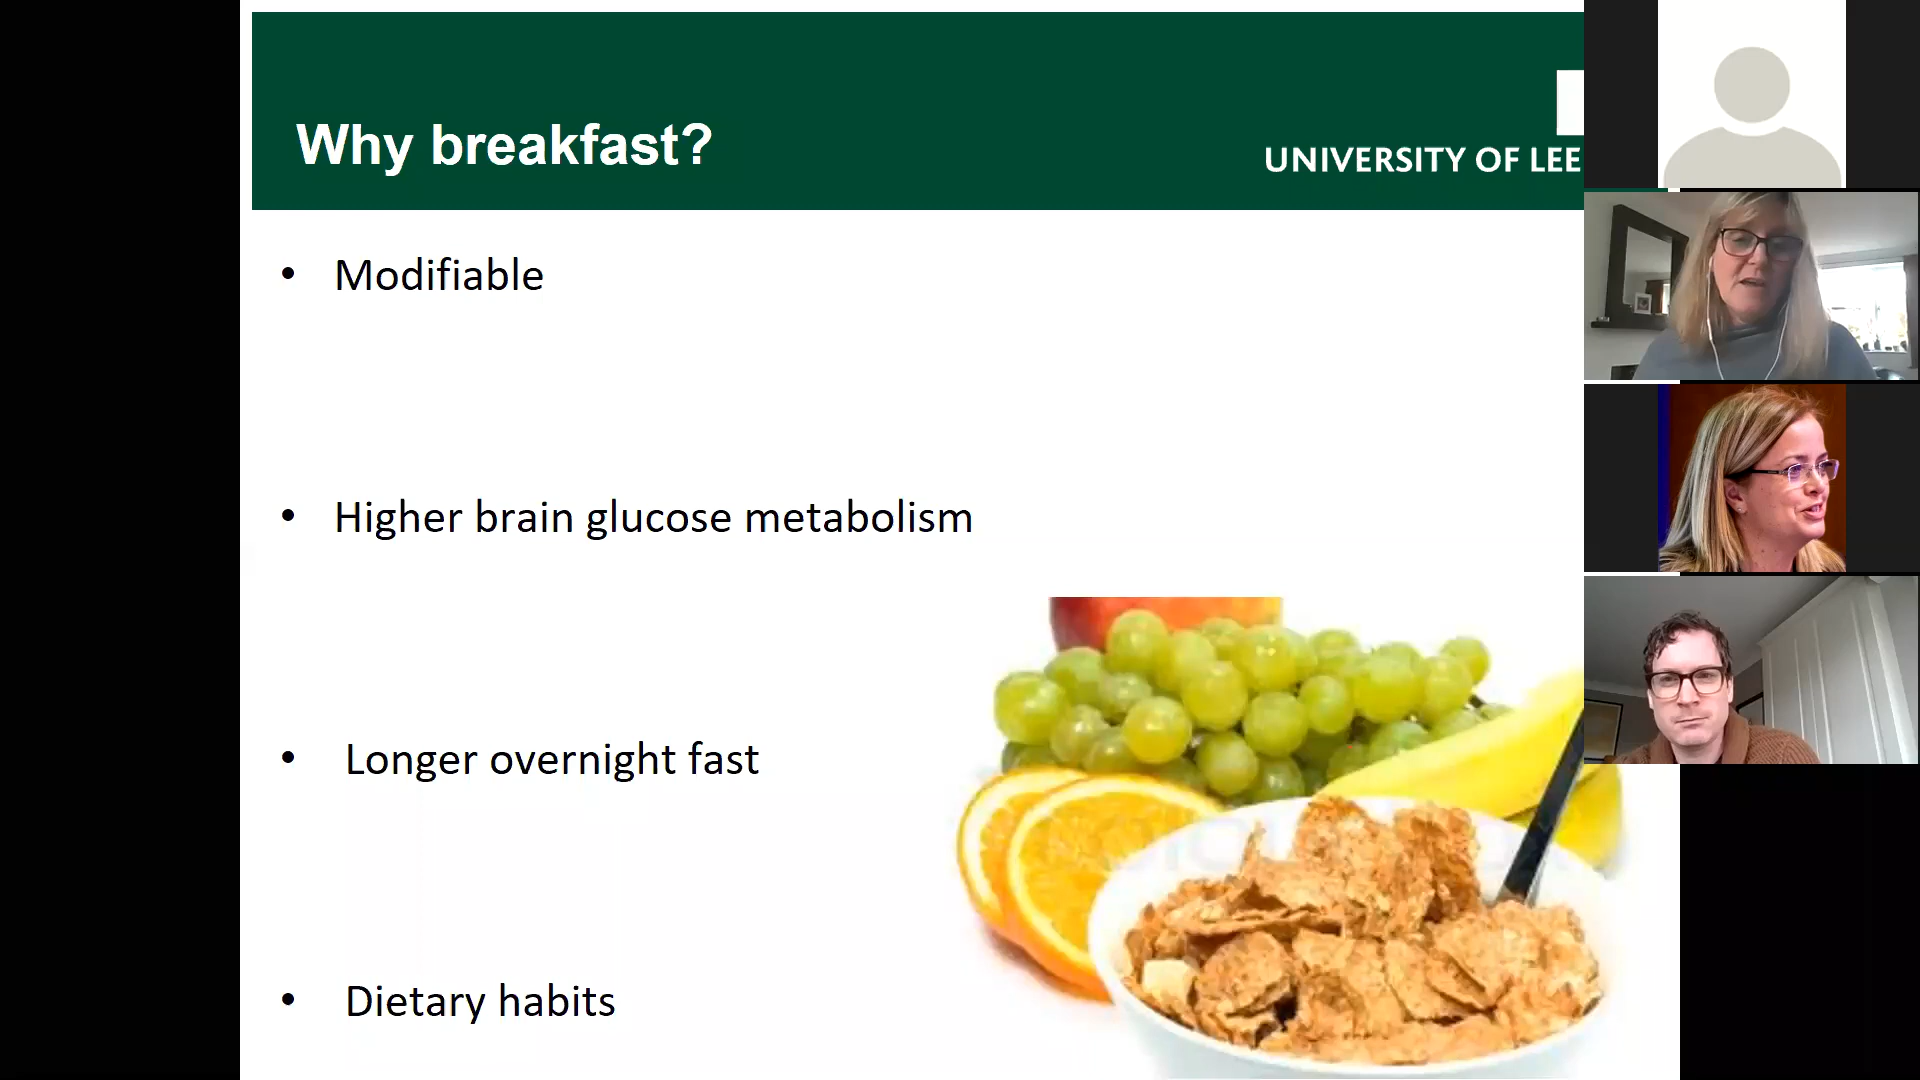 Why breakfast?
UNIVERSITY OF LEE
• Modifiable
• Higher brain glucose metabolism
• Longer overnight fast
• Dietary habits